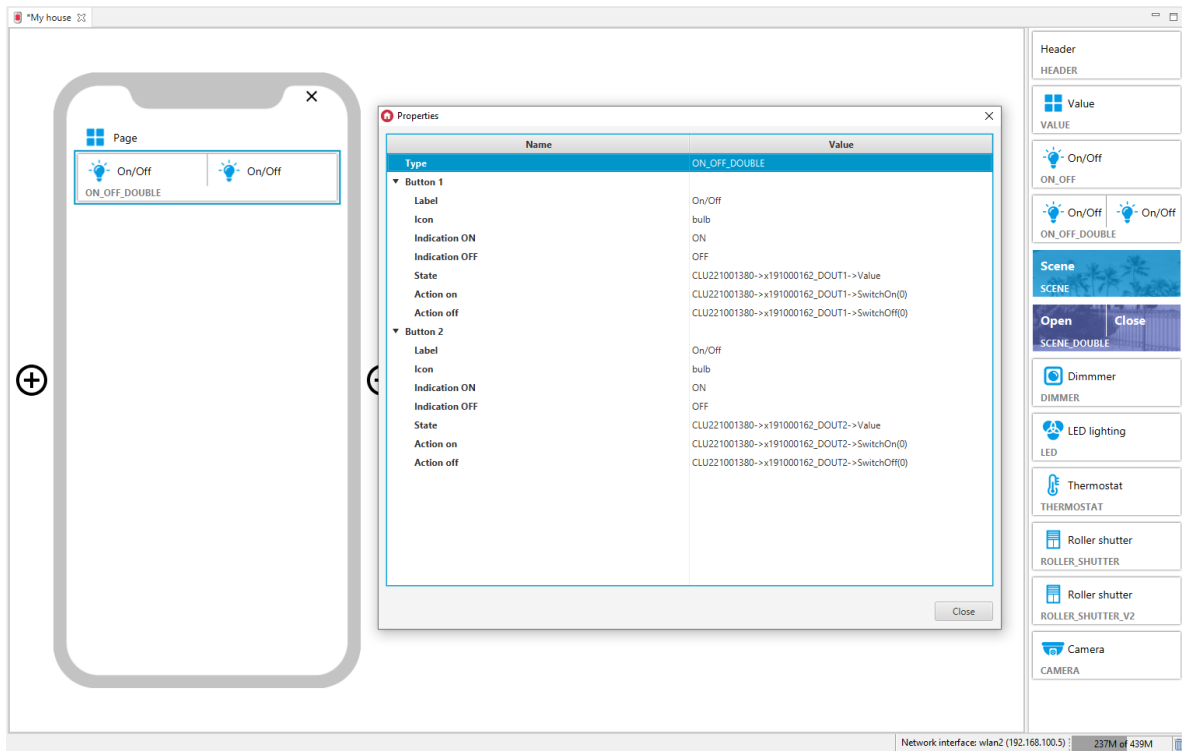 *My house
Page
On/Off On/Off
ON_OFF_DOUBLE
Properties
Name Value
Type ON_OFF_DOUBLE
Button 1
Label On/Off
Icon bulb
Indication ON ON
Indication OFF OFF
State CLU221001380->x191000162_DOUT1->Value
Action on CLU221001380->x191000162_DOUT1->SwitchOn(0)
Action off CLU221001380->x191000162_DOUT1->SwitchOff(0)
Button 2
Label On/Off
Icon bulb
Indication ON ON
Indication OFF OFF
State CLU221001380->x191000162_DOUT2->Value
Action on CLU221001380->x191000162_DOUT2->SwitchOn(0)
Action off CLU221001380->x191000162_DOUT2->SwitchOff(0)
Close
Header
HEADER
Value
VALUE
On/Off
ON_OFF
On/Off On/Off
ON_OFF_DOUBLE
Scene
SCENE
Open Close
SCENE_DOUBLE
Dimmmer
DIMMER
LED lighting
LED
Thermostat
THERMOSTAT
Roller shutter
ROLLER_SHUTTER
Roller shutter
ROLLER_SHUTTER_V2
Camera
CAMERA
Network interface: wlan2 (192.168.100.5) 237M of 439M